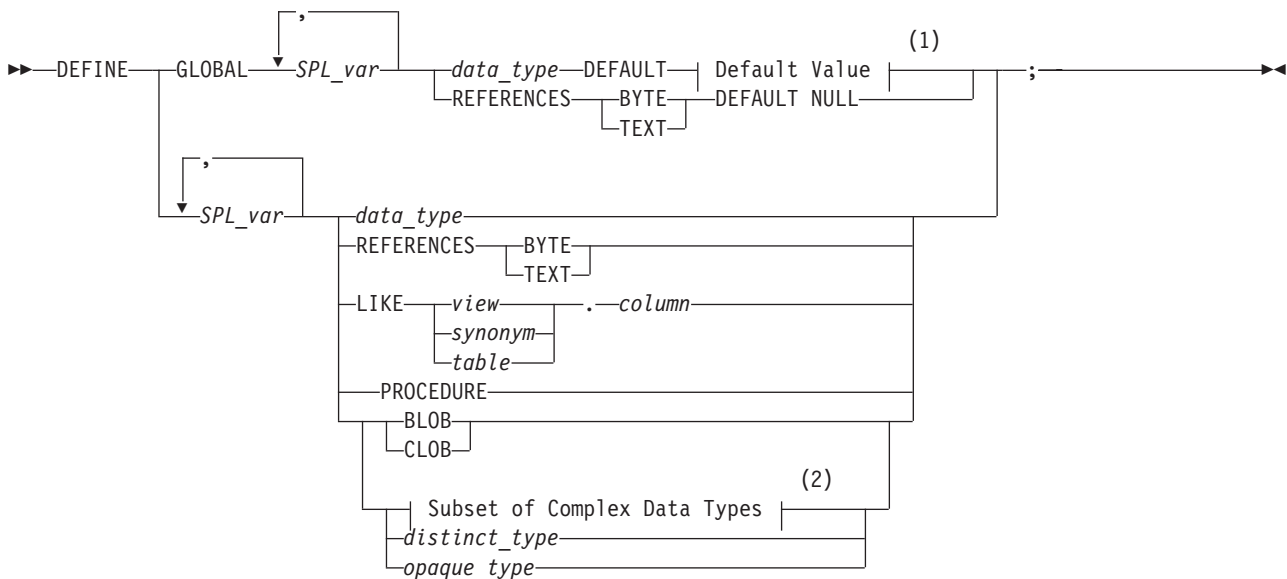 ,
(1)
DEFINE GLOBAL SPL_var data_type DEFAULT Default Value ;
REFERENCES BYTE DEFAULT NULL
TEXT
,
SPL_var data_type
REFERENCES BYTE
TEXT
LIKE view . column
synonym
table
PROCEDURE
BLOB
CLOB
(2)
Subset of Complex Data Types
distinct_type
opaque type